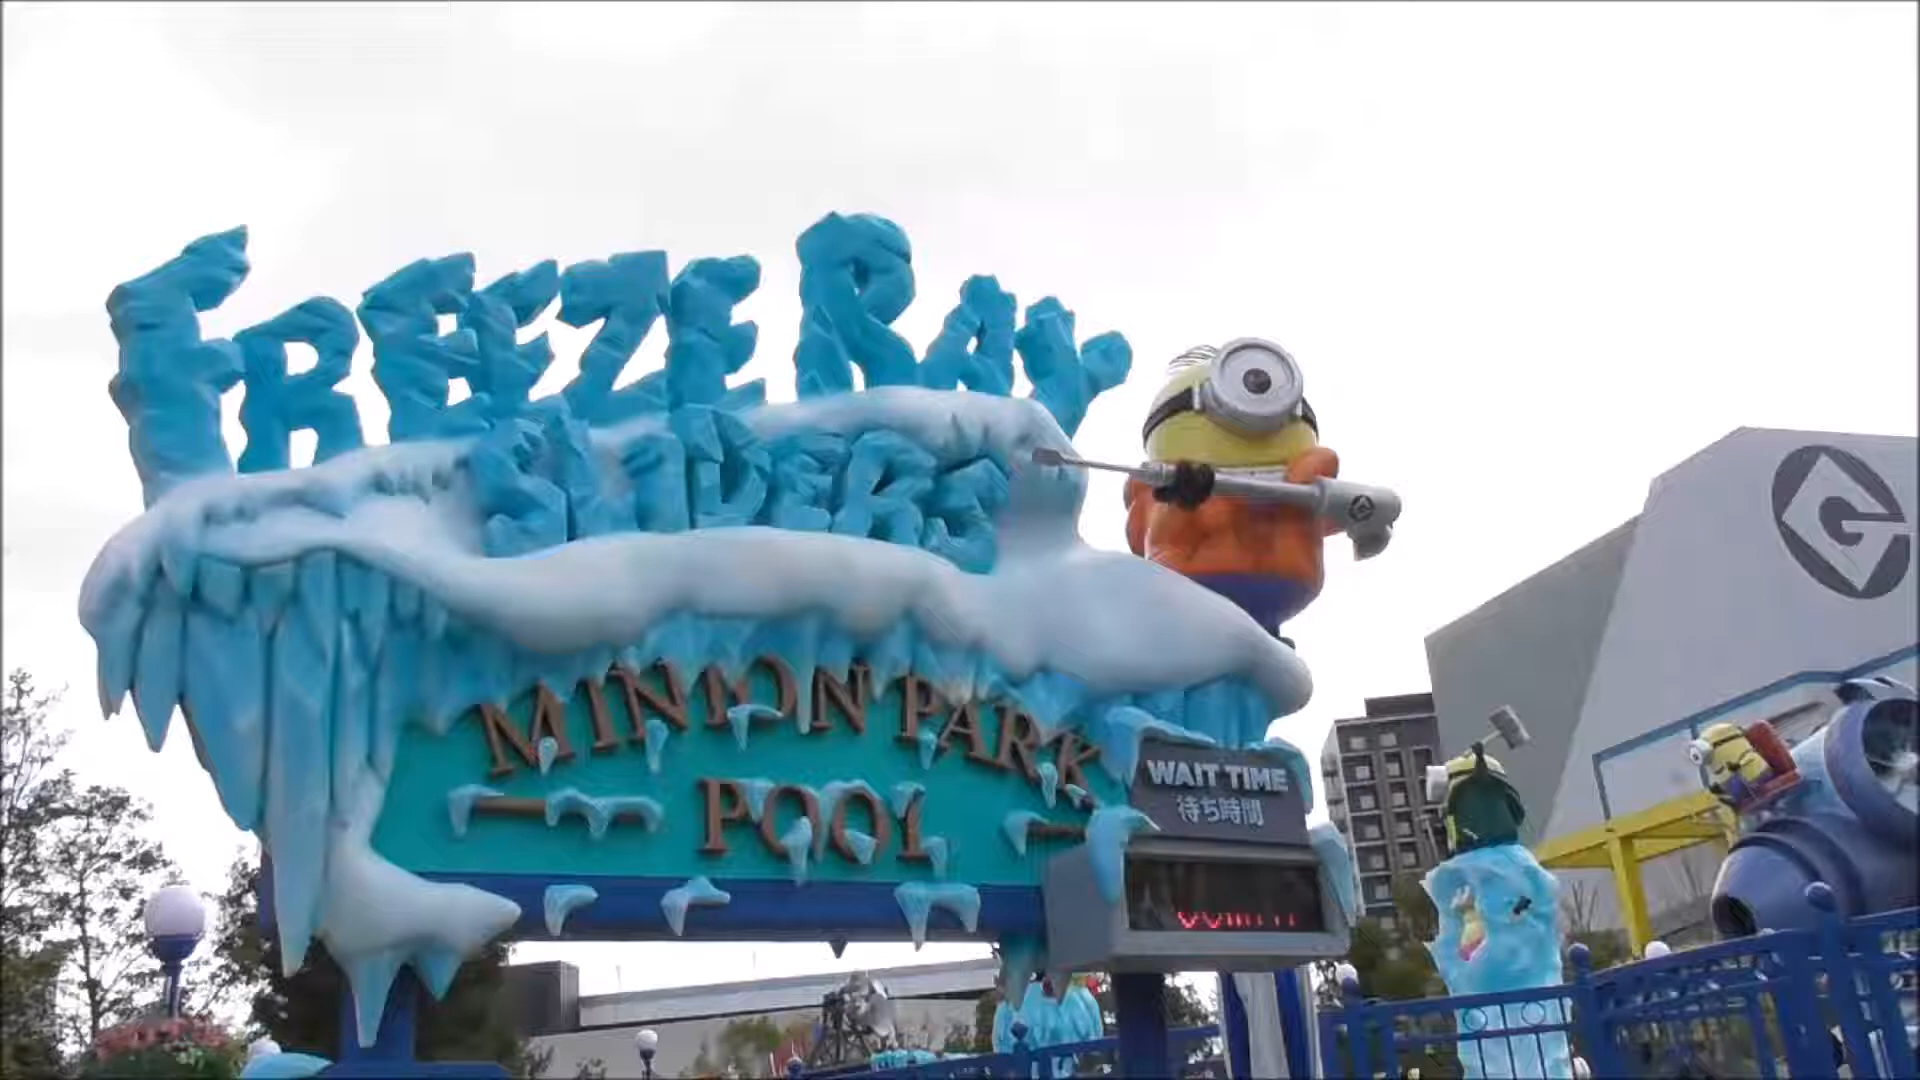 FREEZE RAY
SLIDERS
MINION PARK
POOL
WAIT TIME
待ち時間